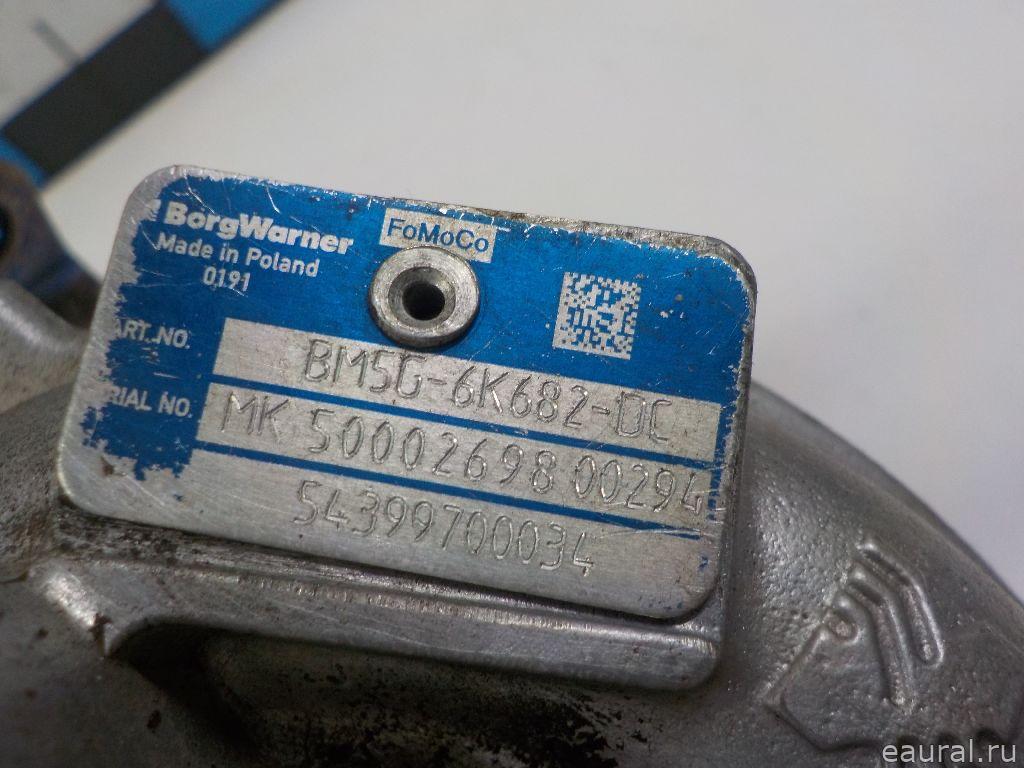 BorgWarner
FoMoCo
Made in Poland
0191
ART.NO.
BM5G-6K682-DC
RIAL NO.
MK 50002698 00294
54399700034
eaural.ru